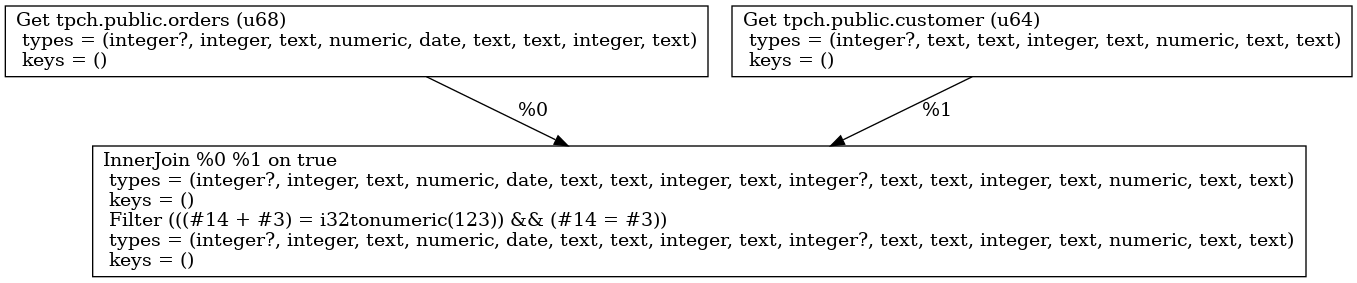 Get tpch.public.orders (u68)
types = (integer?, integer, text, numeric, date, text, text, integer, text)
keys = ()
Get tpch.public.customer (u64)
types = (integer?, text, text, integer, text, numeric, text, text)
keys = ()
%0
%1
InnerJoin %0 %1 on true
types = (integer?, integer, text, numeric, date, text, text, integer, text, integer?, text, text, integer, text, numeric, text, text)
keys = ()
Filter (((#14 + #3) = i32tonumeric(123)) && (#14 = #3))
types = (integer?, integer, text, numeric, date, text, text, integer, text, integer?, text, text, integer, text, numeric, text, text)
keys = ()